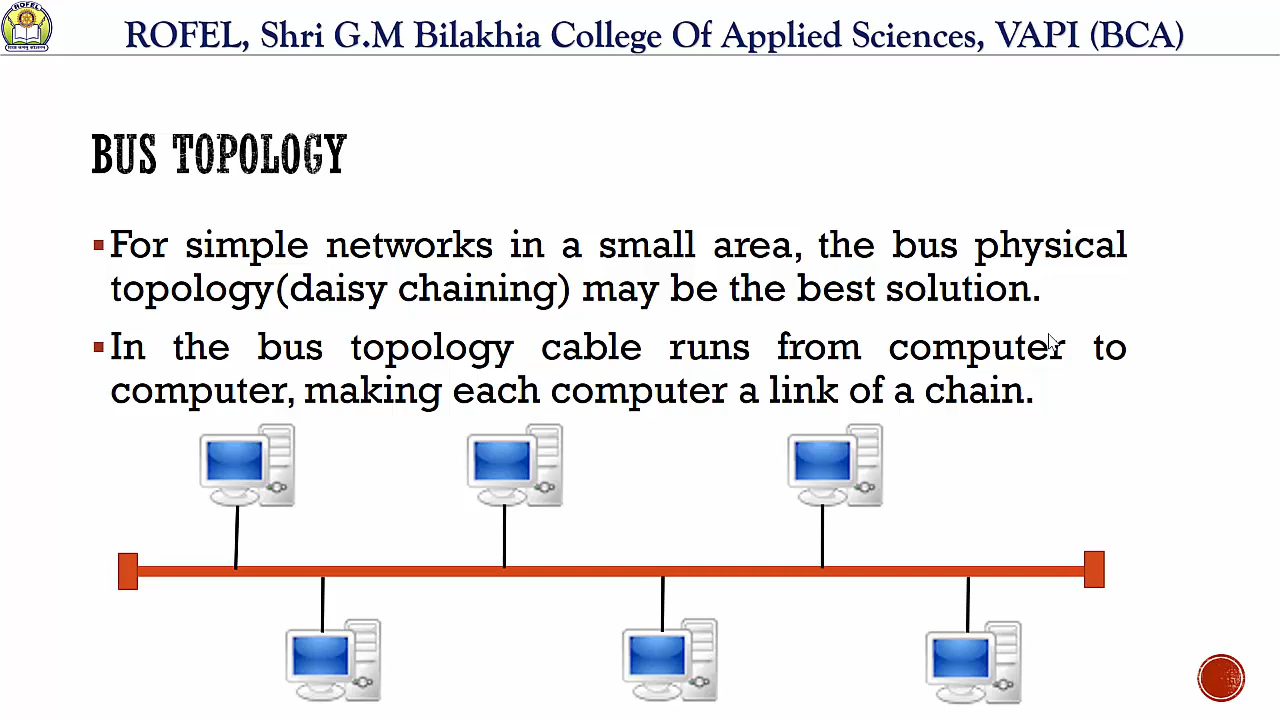 ROFEL
ROFEL, Shri G.M Bilakhia College Of Applied Sciences, VAPI (BCA)
BUS TOPOLOGY
For simple networks in a small area, the bus physical
topology(daisy chaining) may be the best solution.
In the bus topology cable runs from computer to
computer, making each computer a link of a chain.